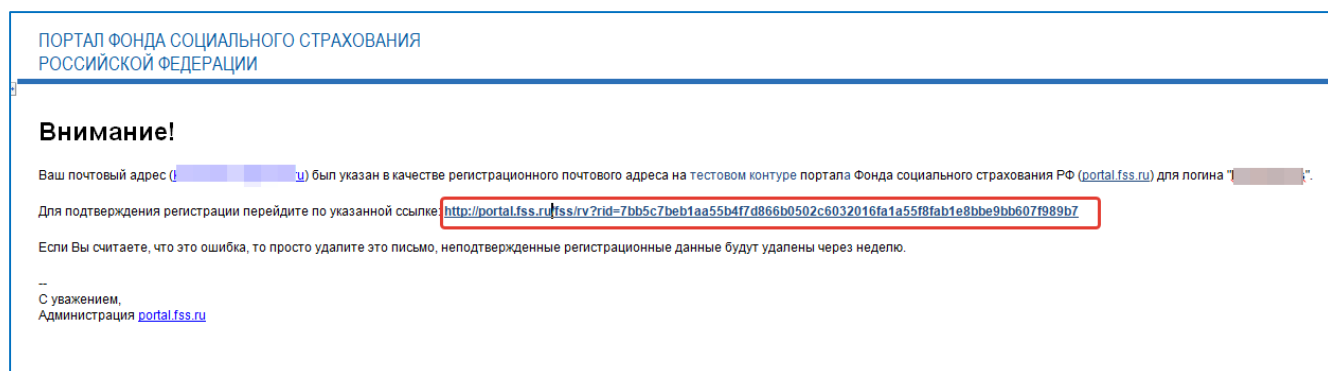 ПОРТАЛ ФОНДА СОЦИАЛЬНОГО СТРАХОВАНИЯ
РОССИЙСКОЙ ФЕДЕРАЦИИ
Внимание!
Ваш почтовый адрес (u) был указан в качестве регистрационного почтового адреса на тестовом контуре портала Фонда социального страхования РФ (portal.fss.ru) для логина "".
Для подтверждения регистрации перейдите по указанной ссылке: http://portal.fss.ru/fss/rv?rid=7bb5c7beb1aa55b4f7d866b0502c6032016fa1a55f8fab1e8bbe9bb607f989b7
Если Вы считаете, что это ошибка, то просто удалите это письмо, неподтвержденные регистрационные данные будут удалены через неделю.
--
С уважением,
Администрация portal.fss.ru